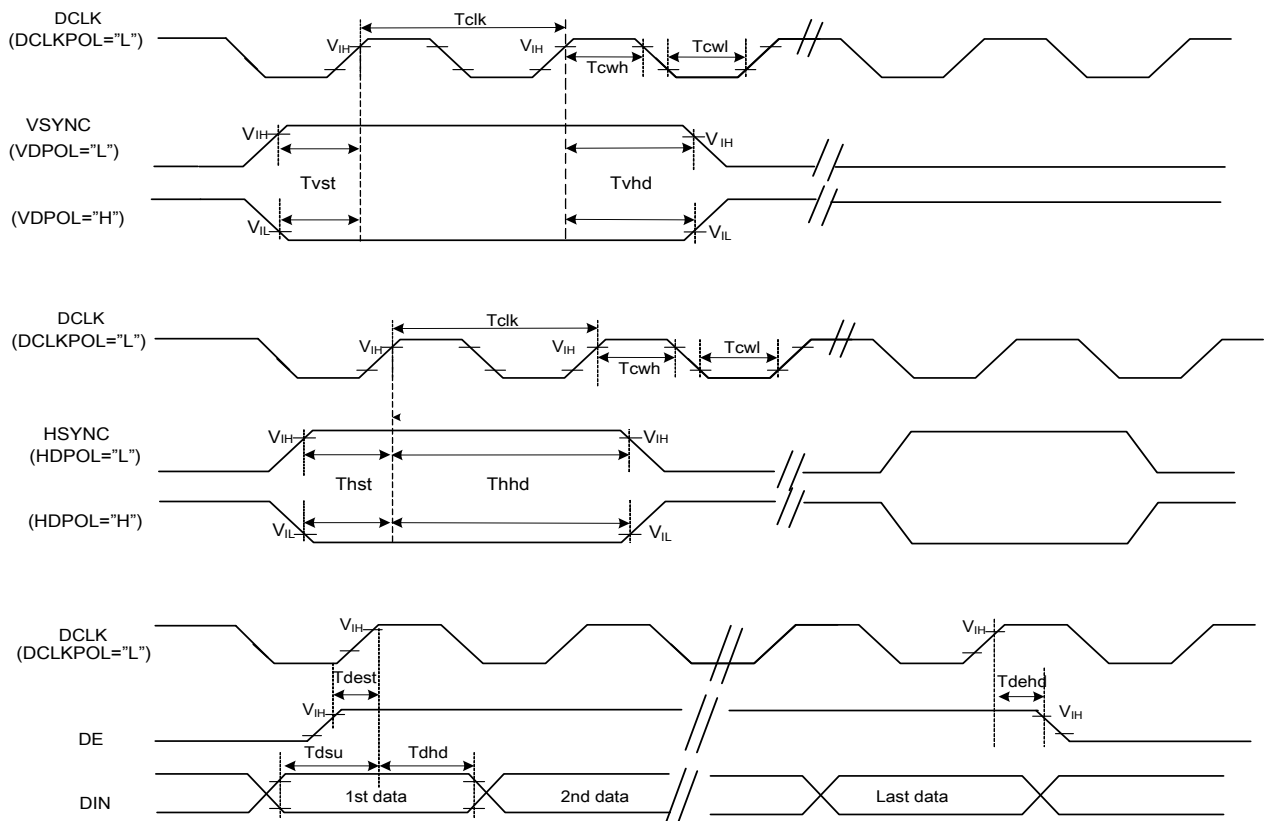 DCLK
(DCLKPOL="L")
Tclk
VIH
VIH
Tcwh
Tcwl
VSYNC
(VDPOL="L")
VIH
VIH
Tvst
Tvhd
(VDPOL="H")
VIL
VIL
DCLK
(DCLKPOL="L")
Tclk
VIH
VIH
Tcwh
Tcwl
HSYNC
(HDPOL="L")
VIH
VIH
Thst
Thhd
(HDPOL="H")
VIL
VIL
DCLK
(DCLKPOL="L")
VIH
VIH
Tdest
Tdehd
VIH
VIH
DE
Tdsu
Tdhd
DIN
1st data
2nd data
Last data